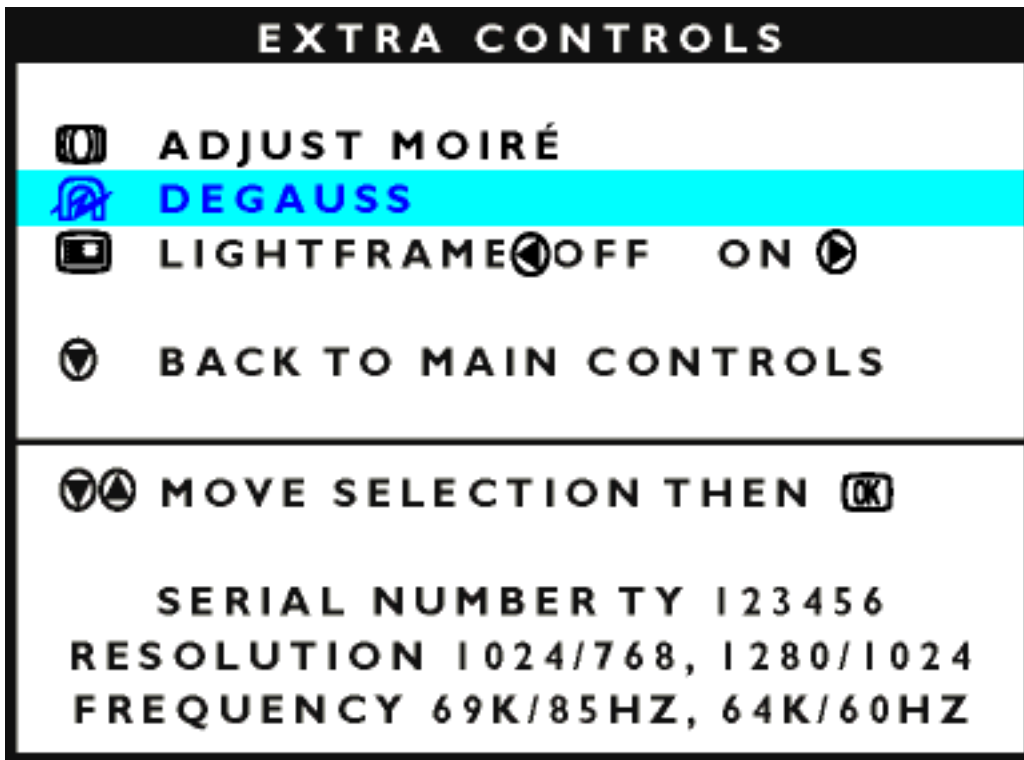 EXTRA CONTROLS
ADJUST MOIRÉ
DEGAUSS
LIGHTFRAME OFF ON
BACK TO MAIN CONTROLS
MOVE SELECTION THEN OK
SERIAL NUMBER TY 123456
RESOLUTION 1024/768, 1280/1024
FREQUENCY 69K/85HZ, 64K/60HZ